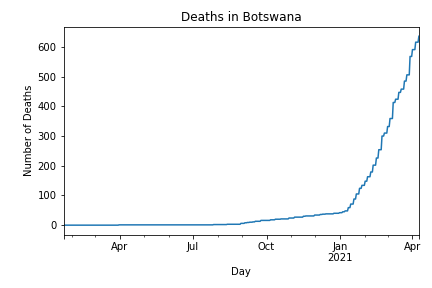 Deaths in Botswana
Number of Deaths
600
500
400
300
200
100
0
Apr
Jul
Oct
Jan
2021
Apr
Day